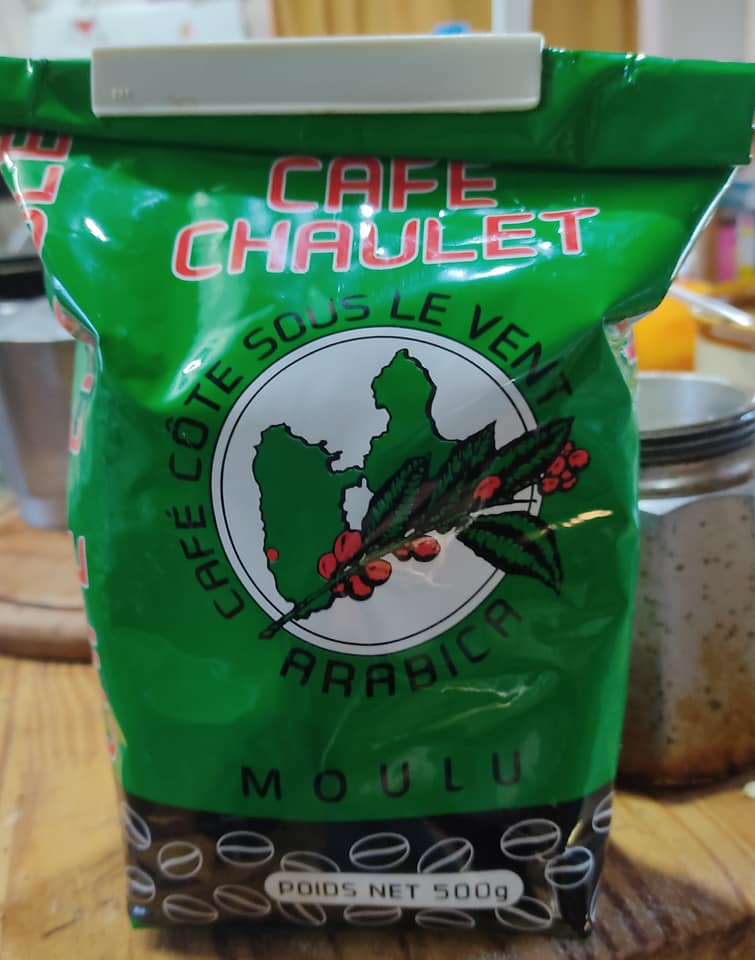 CAFE
CHAULET
CAFÉ CÔTE SOUS LE VENT
ARABICA
MOULU
POIDS NET 500g